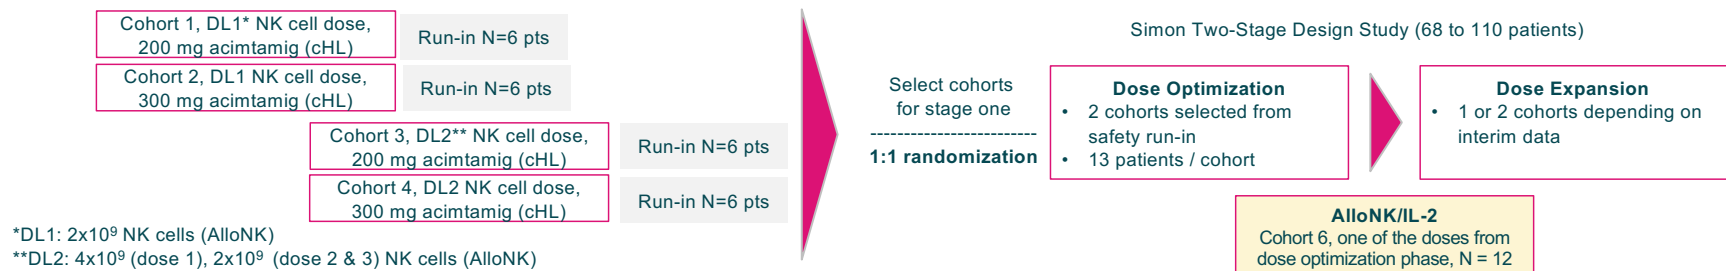 Cohort 1, DL1* NK cell dose,
200 mg acimtamig (cHL)
Run-in N=6 pts
Cohort 2, DL1 NK cell dose,
300 mg acimtamig (cHL)
Run-in N=6 pts
Cohort 3, DL2** NK cell dose,
200 mg acimtamig (cHL)
Run-in N=6 pts
Cohort 4, DL2 NK cell dose,
300 mg acimtamig (cHL)
Run-in N=6 pts
*DL1: 2x10⁹ NK cells (AlloNK)
**DL2: 4x10⁹ (dose 1), 2x10⁹ (dose 2 & 3) NK cells (AlloNK)
Select cohorts
for stage one
1:1 randomization
Simon Two-Stage Design Study (68 to 110 patients)
Dose Optimization
• 2 cohorts selected from
safety run-in
• 13 patients / cohort
Dose Expansion
• 1 or 2 cohorts depending on
interim data
AlloNK/IL-2
Cohort 6, one of the doses from
dose optimization phase, N = 12